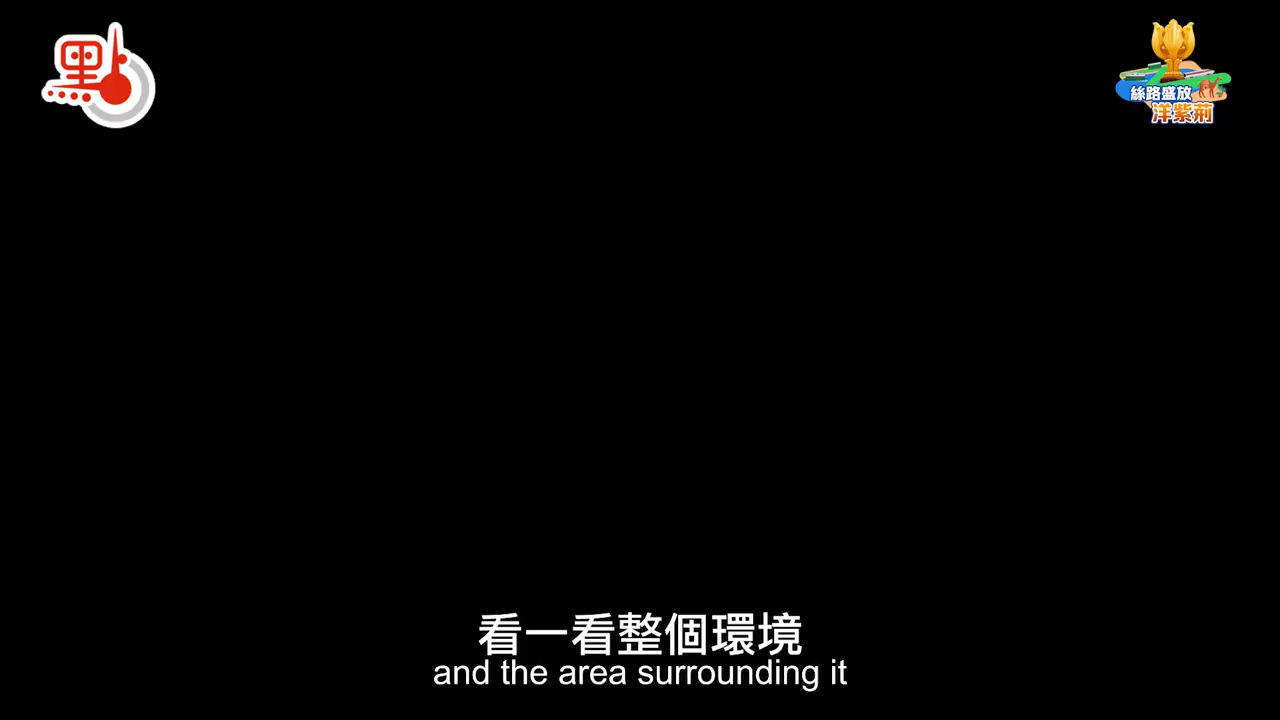 點
絲路盛放
洋紫荊
看一看整個環境
and the area surrounding it